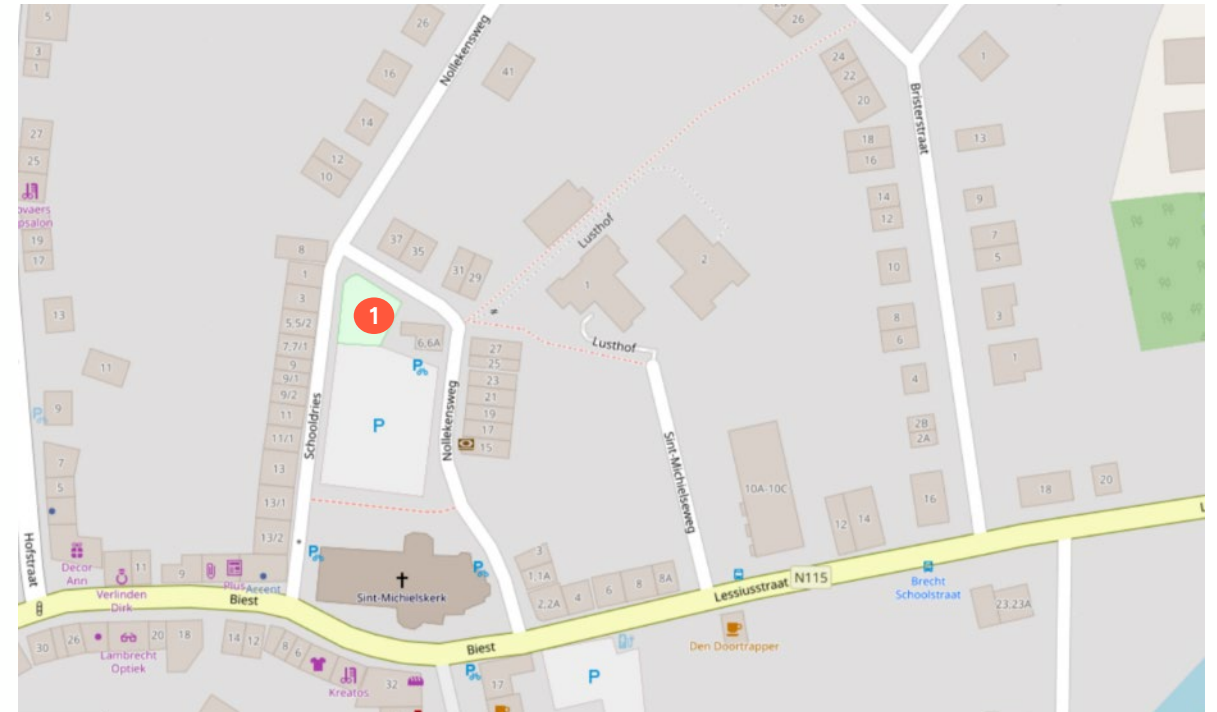 5
3
1
27
25
ovaers
psalon
19
17
13
11
9
7
5
Hofstraat
Decor
Ann
11
Verlinden
Dirk
9
Plus
Accent
Biest
30
26
20
18
Lambrecht
Optiek
14
12
8
6
Kreatos
32
26
16
14
12
10
Nollekensweg
41
8
1
3
5,5/2
7,7/1
9
9/1
9/2
11
11/1
13
13/1
13/2
Schooldries
37
35
31
29
1
6,6A
P
P
27
25
23
21
19
17
15
Nollekensweg
P
Sint-Michielskerk
P
Biest
P
17
P
3
1,1A
2,2A
4
6
8
8A
Lusthof
1
2
Lusthof
Sint-Michielseweg
10A-10C
12
14
Lessiusstraat
N115
Den Doortrapper
26
24
22
20
18
16
14
12
10
8
6
4
2B
2A
16
Bristerstraat
1
13
9
7
5
3
1
18
20
Brecht
Schoolstraat
23,23A
L